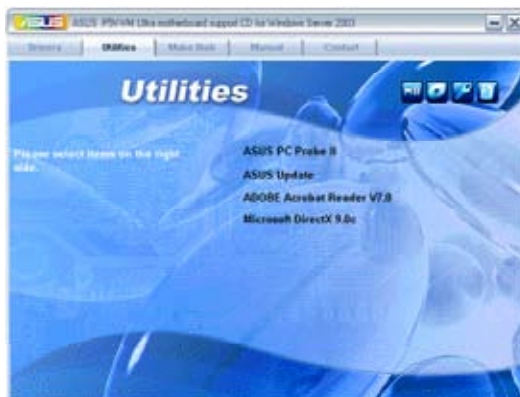 ASUS P5V-VM Ultra motherboard support CD for Windows Server 2003
Drivers Utilities Make Disk Manual Contact
Utilities
Please select items on the right
side.
ASUS PC Probe II
ASUS Update
ADOBE Acrobat Reader V7.0
Microsoft DirectX 9.0c